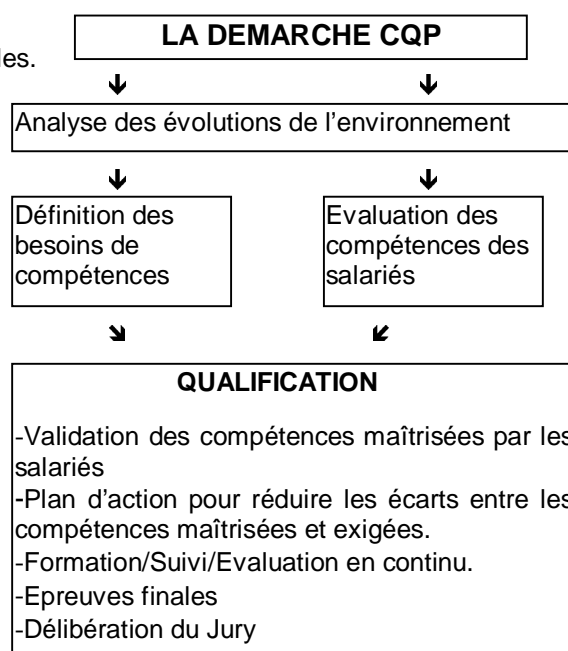 LA DEMARCHE CQP
les.
Analyse des évolutions de l'environnement
Définition des
besoins de
compétences
Evaluation des
compétences des
salariés
QUALIFICATION
-Validation des compétences maîtrisées par les
salariés
-Plan d'action pour réduire les écarts entre les
compétences maîtrisées et exigées.
-Formation/Suivi/Evaluation en continu.
-Epreuves finales
-Délibération du Jury